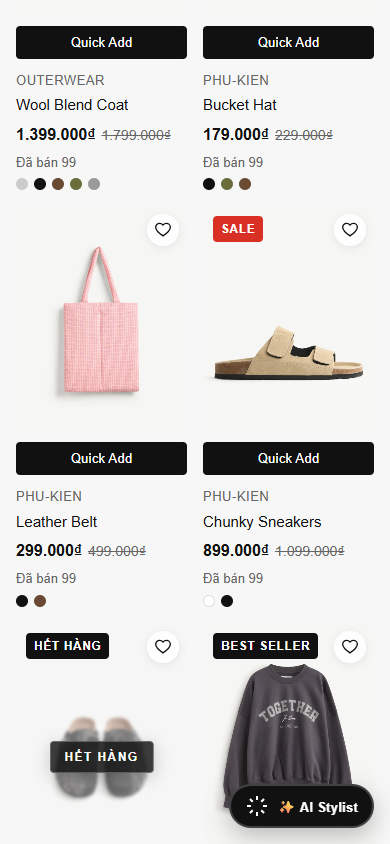 Quick Add
Quick Add
OUTERWEAR
PHU-KIEN
Wool Blend Coat
Bucket Hat
1.399.000₫ 1.799.000₫
179.000₫ 229.000₫
Đã bán 99
Đã bán 99
SALE
Quick Add
Quick Add
PHU-KIEN
PHU-KIEN
Leather Belt
Chunky Sneakers
299.000₫ 499.000₫
899.000₫ 1.099.000₫
Đã bán 99
Đã bán 99
HẾT HÀNG
BEST SELLER
TOGETHER
HẾT HÀNG
✨ AI Stylist